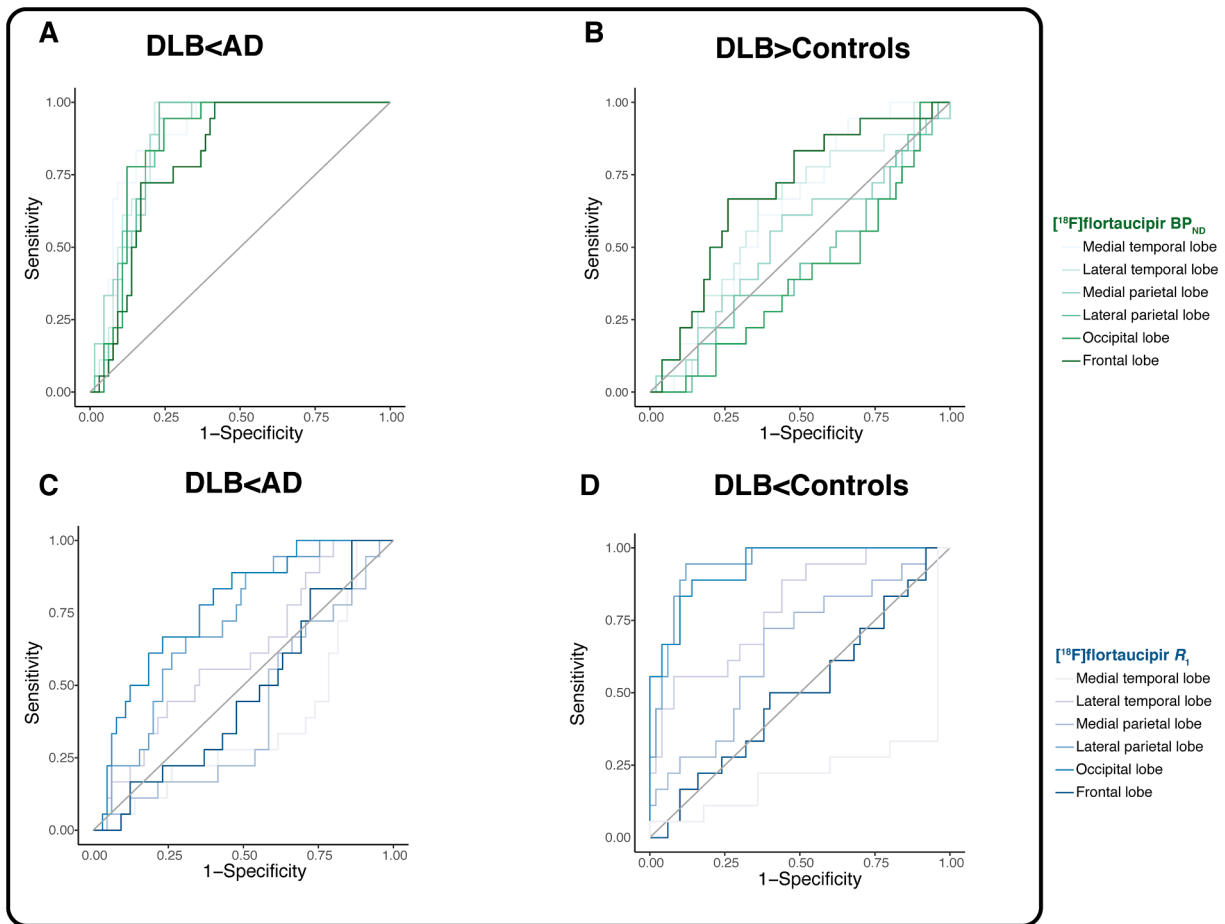 A
DLB<AD
1.00
0.75
0.50
0.25
0.00
Sensitivity
0.00 0.25 0.50 0.75 1.00
1−Specificity
B
DLB>Controls
1.00
0.75
0.50
0.25
0.00
Sensitivity
0.00 0.25 0.50 0.75 1.00
1−Specificity
[¹⁸F]flortaucipir BP_ND
Medial temporal lobe
Lateral temporal lobe
Medial parietal lobe
Lateral parietal lobe
Occipital lobe
Frontal lobe
C
DLB<AD
1.00
0.75
0.50
0.25
0.00
Sensitivity
0.00 0.25 0.50 0.75 1.00
1−Specificity
D
DLB<Controls
1.00
0.75
0.50
0.25
0.00
Sensitivity
0.00 0.25 0.50 0.75 1.00
1−Specificity
[¹⁸F]flortaucipir R₁
Medial temporal lobe
Lateral temporal lobe
Medial parietal lobe
Lateral parietal lobe
Occipital lobe
Frontal lobe